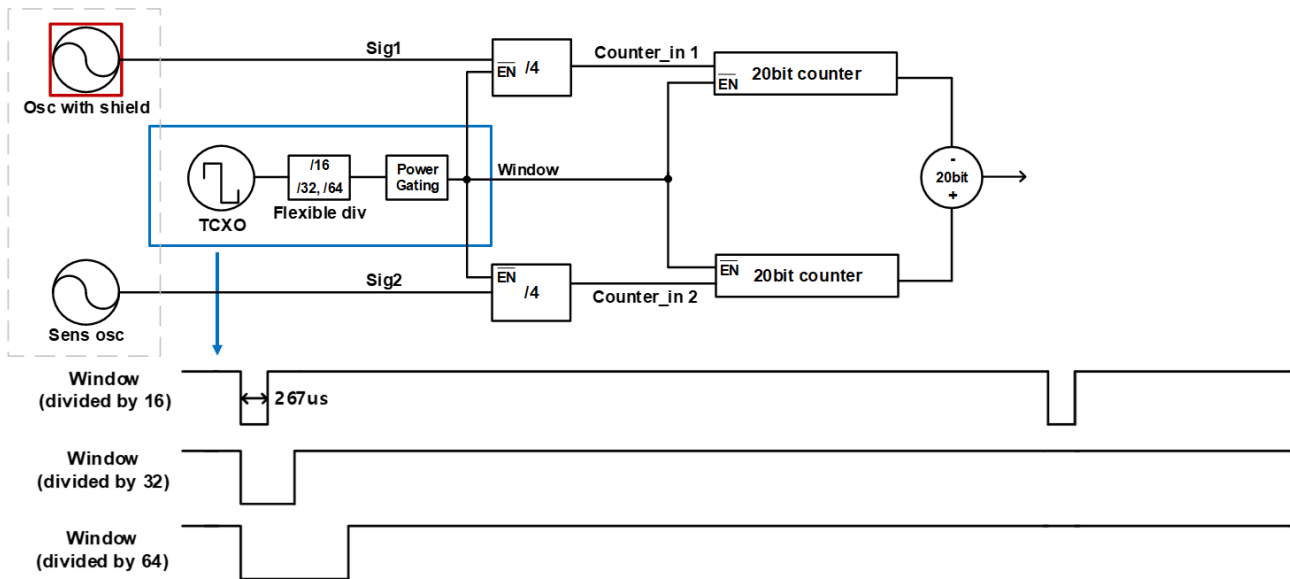 Osc with shield
Sig1
EN /4
Counter_in 1
EN
20bit counter
TCXO
/16
/32, /64
Flexible div
Power
Gating
Window
-
20bit
+
Sens osc
Sig2
EN
/4
Counter_in 2
EN
20bit counter
Window
(divided by 16)
267us
Window
(divided by 32)
Window
(divided by 64)